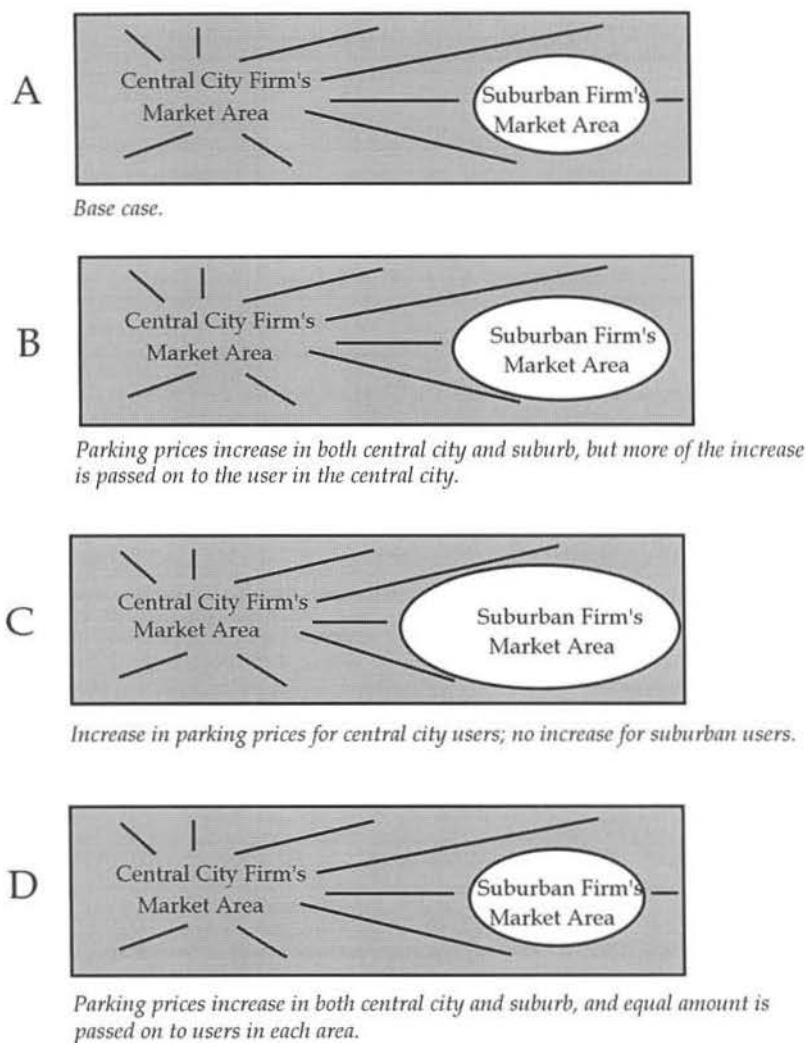 A
Central City Firm's
Market Area
Suburban Firm's
Market Area
Base case.
B
Central City Firm's
Market Area
Suburban Firm's
Market Area
Parking prices increase in both central city and suburb, but more of the increase
is passed on to the user in the central city.
C
Central City Firm's
Market Area
Suburban Firm's
Market Area
Increase in parking prices for central city users; no increase for suburban users.
D
Central City Firm's
Market Area
Suburban Firm's
Market Area
Parking prices increase in both central city and suburb, and equal amount is
passed on to users in each area.